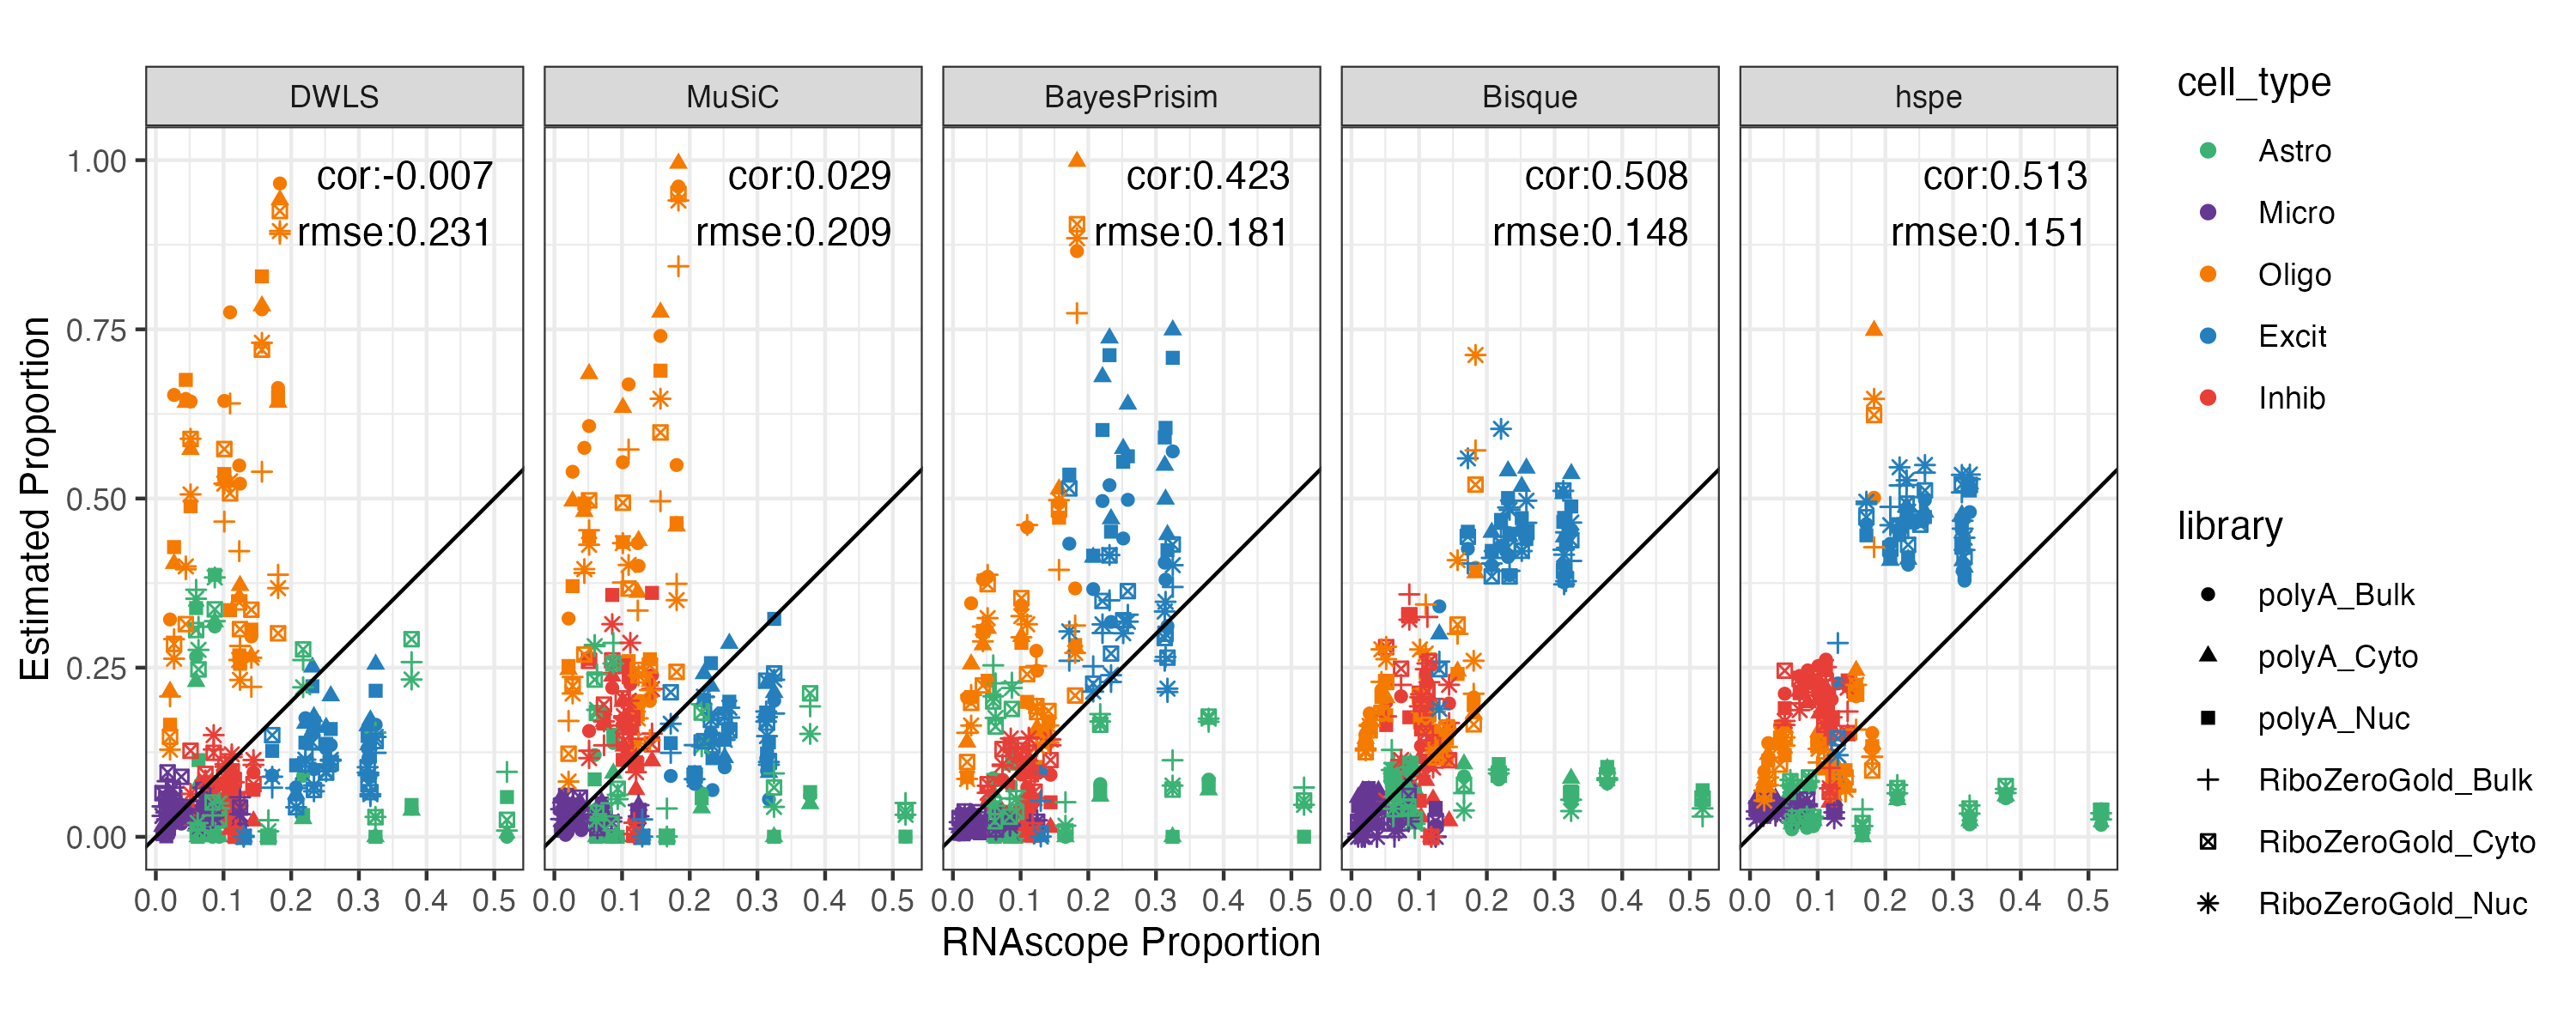 DWLS
MuSiC
BayesPrisim
Bisque
hspe
cor:-0.007
rmse:0.231
cor:0.029
rmse:0.209
cor:0.423
rmse:0.181
cor:0.508
rmse:0.148
cor:0.513
rmse:0.151
Estimated Proportion
1.00
0.75
0.50
0.25
0.00
0.0 0.1 0.2 0.3 0.4 0.5
0.0 0.1 0.2 0.3 0.4 0.5
0.0 0.1 0.2 0.3 0.4 0.5
0.0 0.1 0.2 0.3 0.4 0.5
0.0 0.1 0.2 0.3 0.4 0.5
RNAscope Proportion
cell_type
Astro
Micro
Oligo
Excit
Inhib
library
polyA_Bulk
polyA_Cyto
polyA_Nuc
RiboZeroGold_Bulk
RiboZeroGold_Cyto
RiboZeroGold_Nuc